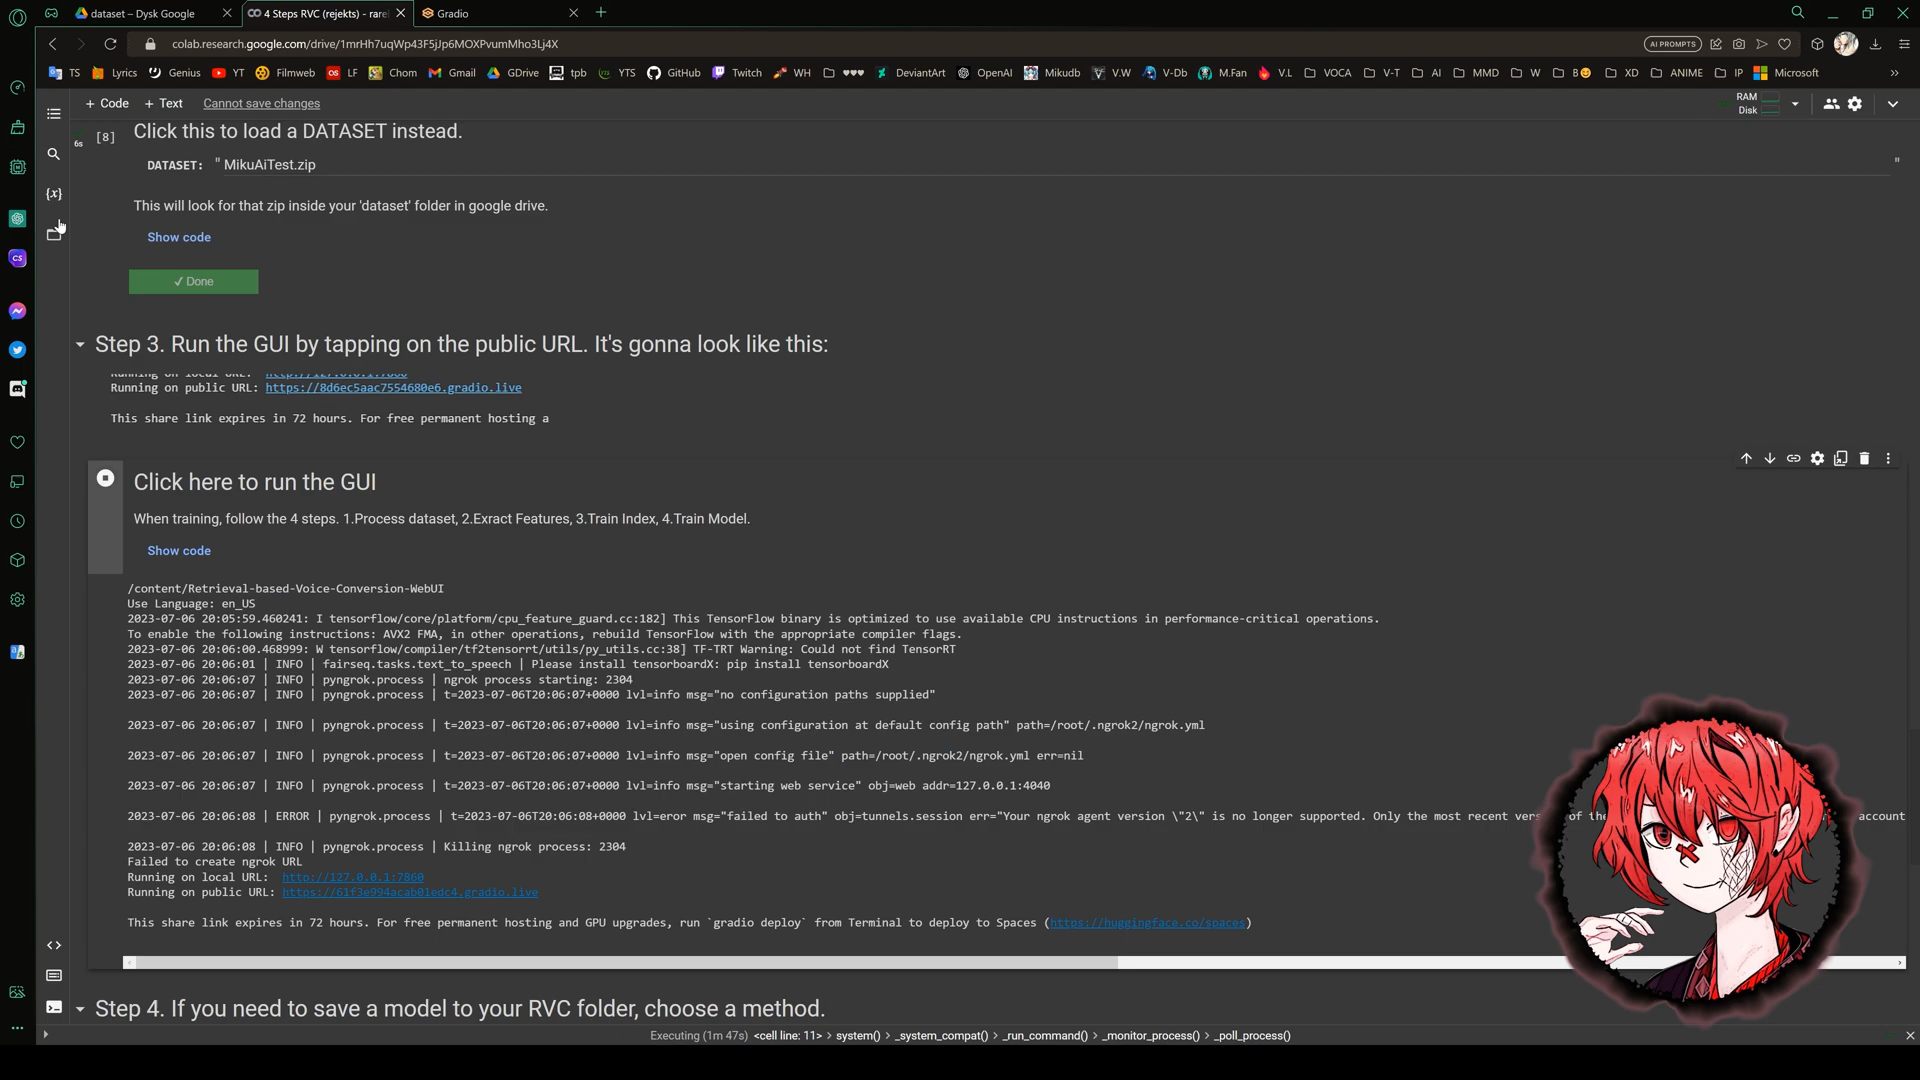 dataset – Dysk Google
4 Steps RVC (rejekts) - rare
Gradio
colab.research.google.com/drive/1mrHh7uqWp43F5jJp6MOXPvumMho3Lj4X
AI PROMPTS
TS Lyrics Genius YT Filmweb LF Chom Gmail GDrive tpb YTS GitHub Twitch WH ♥♥♥ DeviantArt OpenAI Mikudb V.W V-Db M.Fan V.L VOCA V-T AI MMD W B😊 XD ANIME IP Microsoft
+ Code + Text Cannot save changes
RAM
Disk
[8] Click this to load a DATASET instead.
6s
DATASET: " MikuAiTest.zip "
This will look for that zip inside your 'dataset' folder in google drive.
Show code
✓ Done
Step 3. Run the GUI by tapping on the public URL. It's gonna look like this:
Running on local URL: http://127.0.0.1:7860
Running on public URL: https://8d6ec5aac7554680e6.gradio.live
This share link expires in 72 hours. For free permanent hosting a
Click here to run the GUI
When training, follow the 4 steps. 1.Process dataset, 2.Exract Features, 3.Train Index, 4.Train Model.
Show code
/content/Retrieval-based-Voice-Conversion-WebUI
Use Language: en_US
2023-07-06 20:05:59.460241: I tensorflow/core/platform/cpu_feature_guard.cc:182] This TensorFlow binary is optimized to use available CPU instructions in performance-critical operations.
To enable the following instructions: AVX2 FMA, in other operations, rebuild TensorFlow with the appropriate compiler flags.
2023-07-06 20:06:00.468999: W tensorflow/compiler/tf2tensorrt/utils/py_utils.cc:38] TF-TRT Warning: Could not find TensorRT
2023-07-06 20:06:01 | INFO | fairseq.tasks.text_to_speech | Please install tensorboardX: pip install tensorboardX
2023-07-06 20:06:07 | INFO | pyngrok.process | ngrok process starting: 2304
2023-07-06 20:06:07 | INFO | pyngrok.process | t=2023-07-06T20:06:07+0000 lvl=info msg="no configuration paths supplied"
2023-07-06 20:06:07 | INFO | pyngrok.process | t=2023-07-06T20:06:07+0000 lvl=info msg="using configuration at default config path" path=/root/.ngrok2/ngrok.yml
2023-07-06 20:06:07 | INFO | pyngrok.process | t=2023-07-06T20:06:07+0000 lvl=info msg="open config file" path=/root/.ngrok2/ngrok.yml err=nil
2023-07-06 20:06:07 | INFO | pyngrok.process | t=2023-07-06T20:06:07+0000 lvl=info msg="starting web service" obj=web addr=127.0.0.1:4040
2023-07-06 20:06:08 | ERROR | pyngrok.process | t=2023-07-06T20:06:08+0000 lvl=eror msg="failed to auth" obj=tunnels.session err="Your ngrok agent version \"2\" is no longer supported. Only the most recent vers of the account
2023-07-06 20:06:08 | INFO | pyngrok.process | Killing ngrok process: 2304
Failed to create ngrok URL
Running on local URL: http://127.0.0.1:7860
Running on public URL: https://61f3e994acab01edc4.gradio.live
This share link expires in 72 hours. For free permanent hosting and GPU upgrades, run `gradio deploy` from Terminal to deploy to Spaces (https://huggingface.co/spaces)
Step 4. If you need to save a model to your RVC folder, choose a method.
Executing (1m 47s) <cell line: 11> > system() > _system_compat() > _run_command() > _monitor_process() > _poll_process()